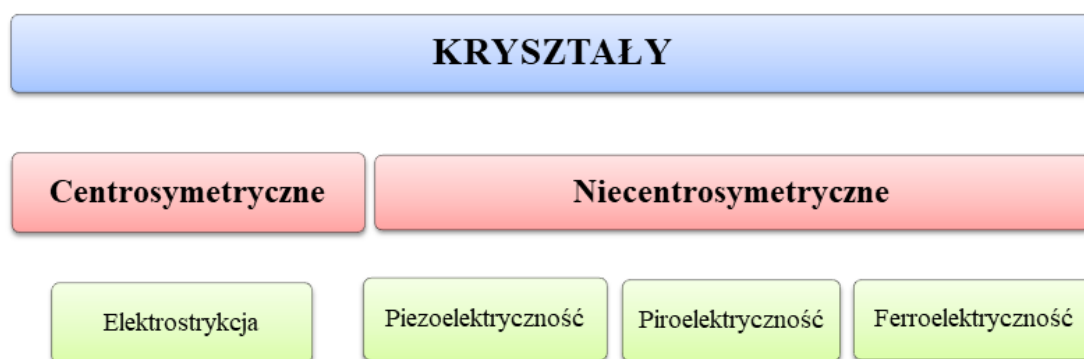 KRYSZTAŁY
Centrosymetryczne
Niecentrosymetryczne
Elektrostrykcja
Piezoelektryczność
Piroelektryczność
Ferroelektryczność